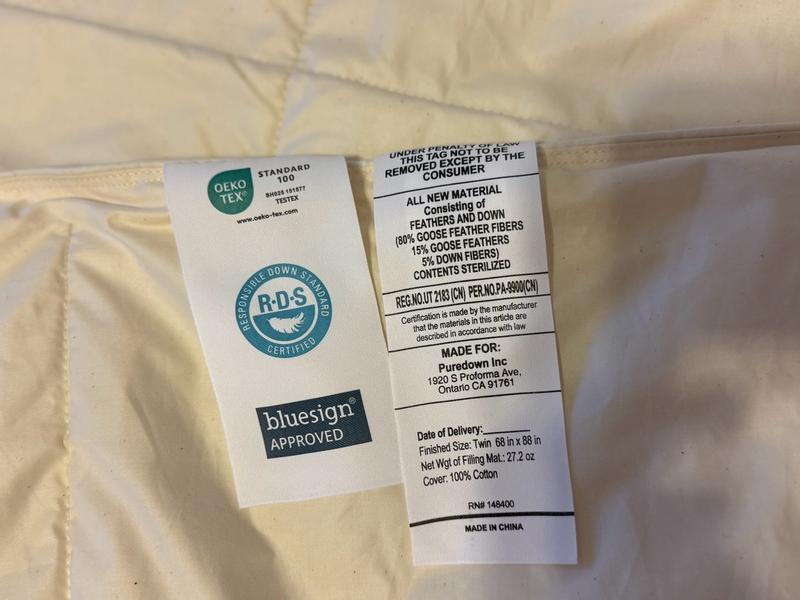 OEKO
TEX®
STANDARD
100
SH025 151577
TESTEX
www.oeko-tex.com
RESPONSIBLE DOWN STANDARD
R·D·S
CERTIFIED
bluesign®
APPROVED
UNDER PENALTY OF LAW
THIS TAG NOT TO BE
REMOVED EXCEPT BY THE
CONSUMER
ALL NEW MATERIAL
Consisting of
FEATHERS AND DOWN
(80% GOOSE FEATHER FIBERS
15% GOOSE FEATHERS
5% DOWN FIBERS)
CONTENTS STERILIZED
REG.NO.UT 2183 (CN) PER.NO.PA-9900(CN)
Certification is made by the manufacturer
that the materials in this article are
described in accordance with law
MADE FOR:
Puredown Inc
1920 S Proforma Ave,
Ontario CA 91761
Date of Delivery:
Finished Size: Twin 68 in x 88 in
Net Wgt of Filling Mat.: 27.2 oz
Cover: 100% Cotton
RN# 148400
MADE IN CHINA